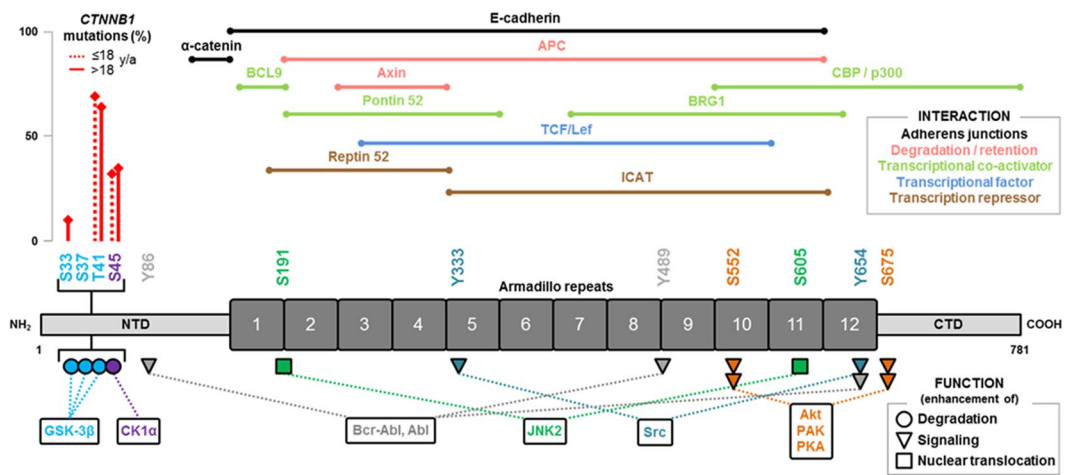 CTNNB1
mutations (%)
≤18 y/a
>18
100
50
0
E-cadherin
α-catenin
APC
BCL9
Axin
CBP / p300
Pontin 52
BRG1
TCF/Lef
Reptin 52
ICAT
INTERACTION
Adherens junctions
Degradation / retention
Transcriptional co-activator
Transcriptional factor
Transcription repressor
S33
S37
T41
S45
Y86
S191
Y333
Y489
S552
S605
Y654
S675
Armadillo repeats
NH2
NTD
1 2 3 4 5 6 7 8 9 10 11 12
CTD
COOH
1
781
GSK-3β
CK1α
Bcr-Abl, Abl
JNK2
Src
Akt
PAK
PKA
FUNCTION
(enhancement of)
Degradation
Signaling
Nuclear translocation